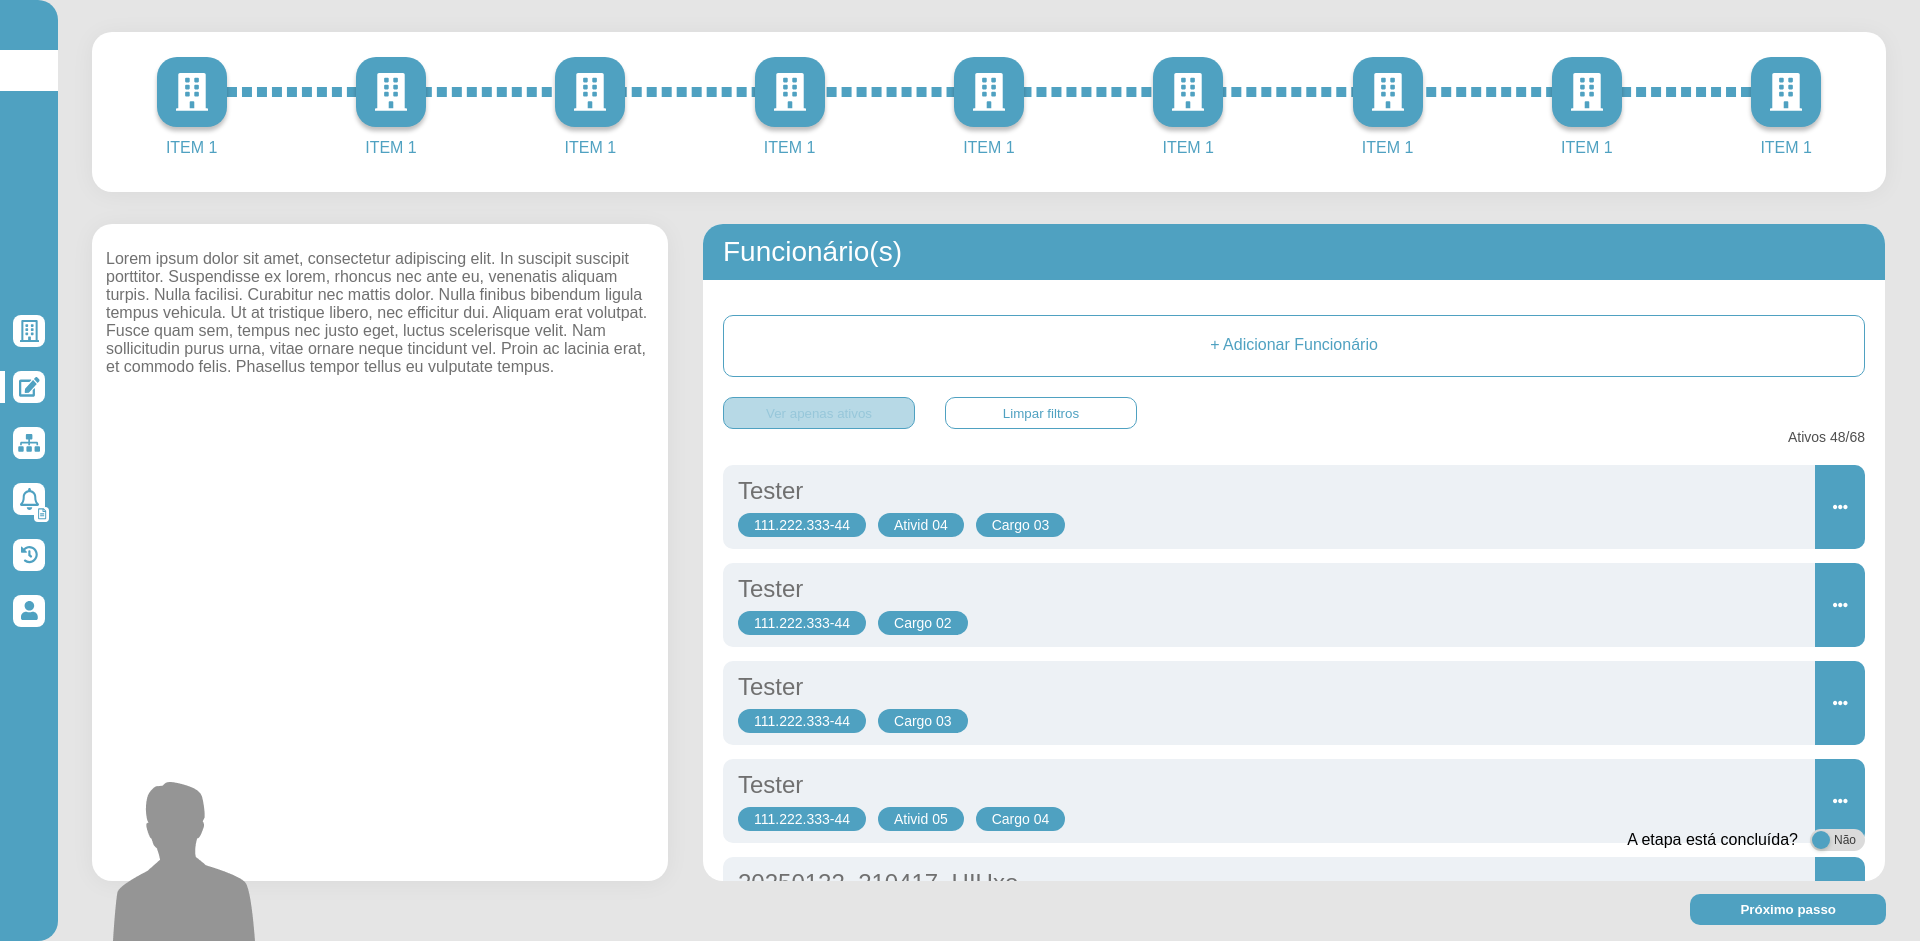 ITEM 1 ITEM 1 ITEM 1 ITEM 1 ITEM 1 ITEM 1 ITEM 1 ITEM 1 ITEM 1
Lorem ipsum dolor sit amet, consectetur adipiscing elit. In suscipit suscipit
porttitor. Suspendisse ex lorem, rhoncus nec ante eu, venenatis aliquam
turpis. Nulla facilisi. Curabitur nec mattis dolor. Nulla finibus bibendum ligula
tempus vehicula. Ut at tristique libero, nec efficitur dui. Aliquam erat volutpat.
Fusce quam sem, tempus nec justo eget, luctus scelerisque velit. Nam
sollicitudin purus urna, vitae ornare neque tincidunt vel. Proin ac lacinia erat,
et commodo felis. Phasellus tempor tellus eu vulputate tempus.
Funcionário(s)
+ Adicionar Funcionário
Ver apenas ativos Limpar filtros
Ativos 48/68
Tester
111.222.333-44 Ativid 04 Cargo 03
Tester
111.222.333-44 Cargo 02
Tester
111.222.333-44 Cargo 03
Tester
111.222.333-44 Ativid 05 Cargo 04
A etapa está concluída? Não
Próximo passo